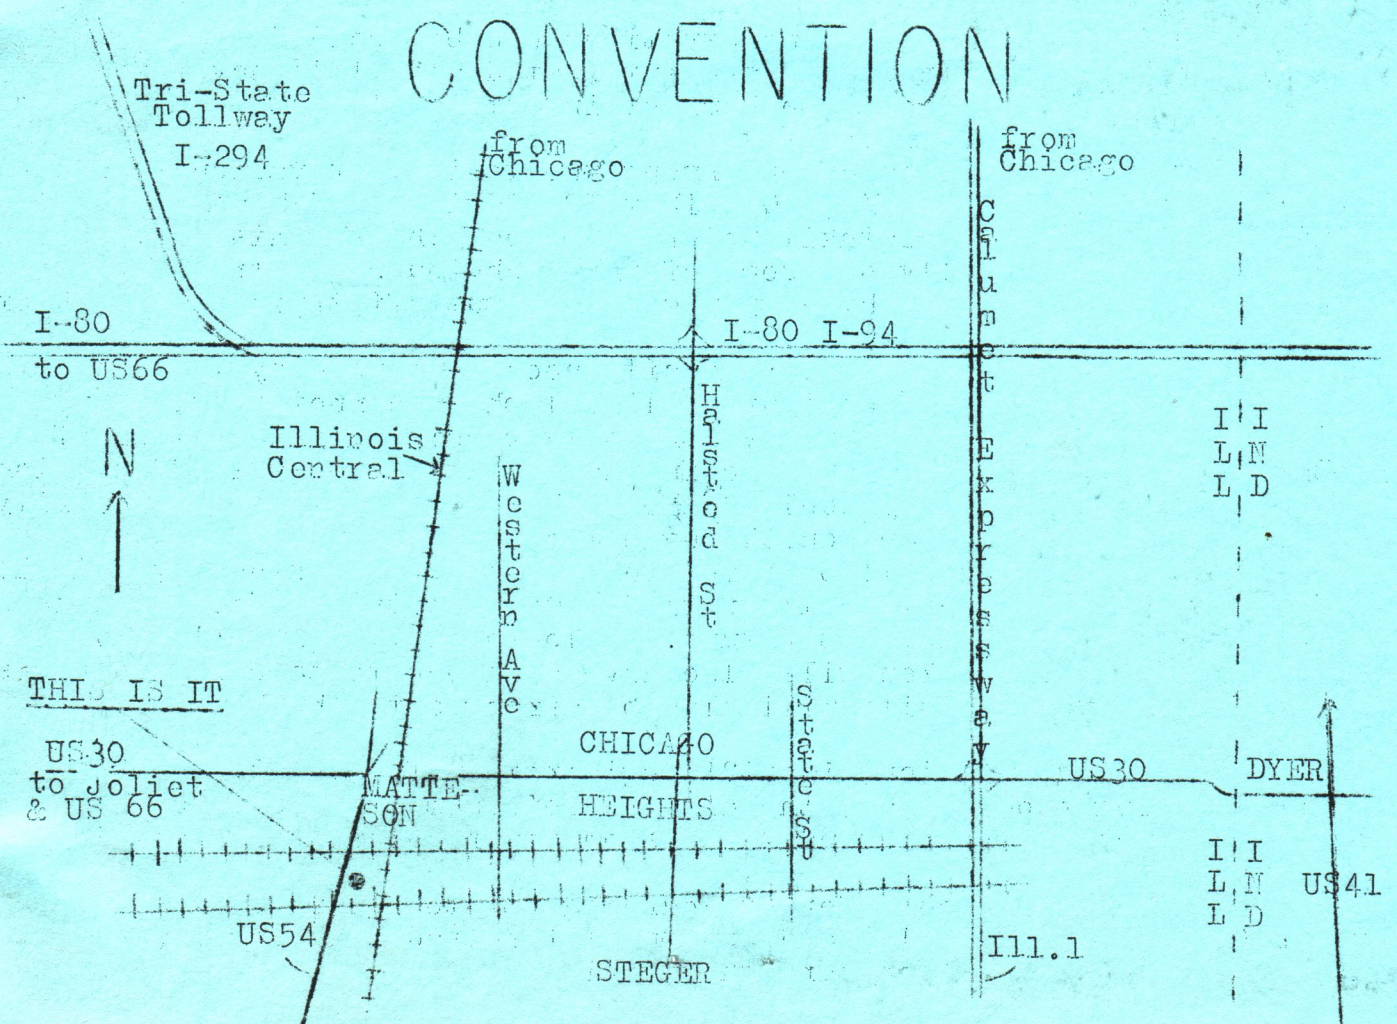 CONVENTION
Tri-State
Tollway
I-294
from
Chicago
from
Chicago
Calumet Expressway
I-80
to US66
I-80 I-94
N
Illinois
Central
Western Ave
Halsted St
ILL
IND
THIS IS IT
US30
to Joliet
& US 66
MATTE-
SON
CHICAGO
HEIGHTS
State St
US30
DYER
ILL
IND
US41
US54
STEGER
Ill.1